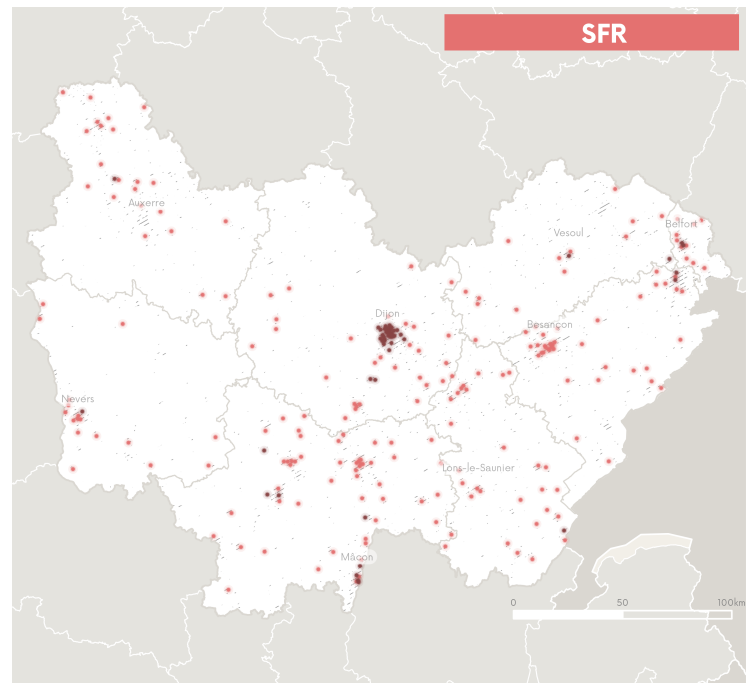 SFR
Auxerre
Vesoul
Belfort
Dijon
Besançon
Nevers
Lons-le-Saunier
Mâcon
0 50 100km